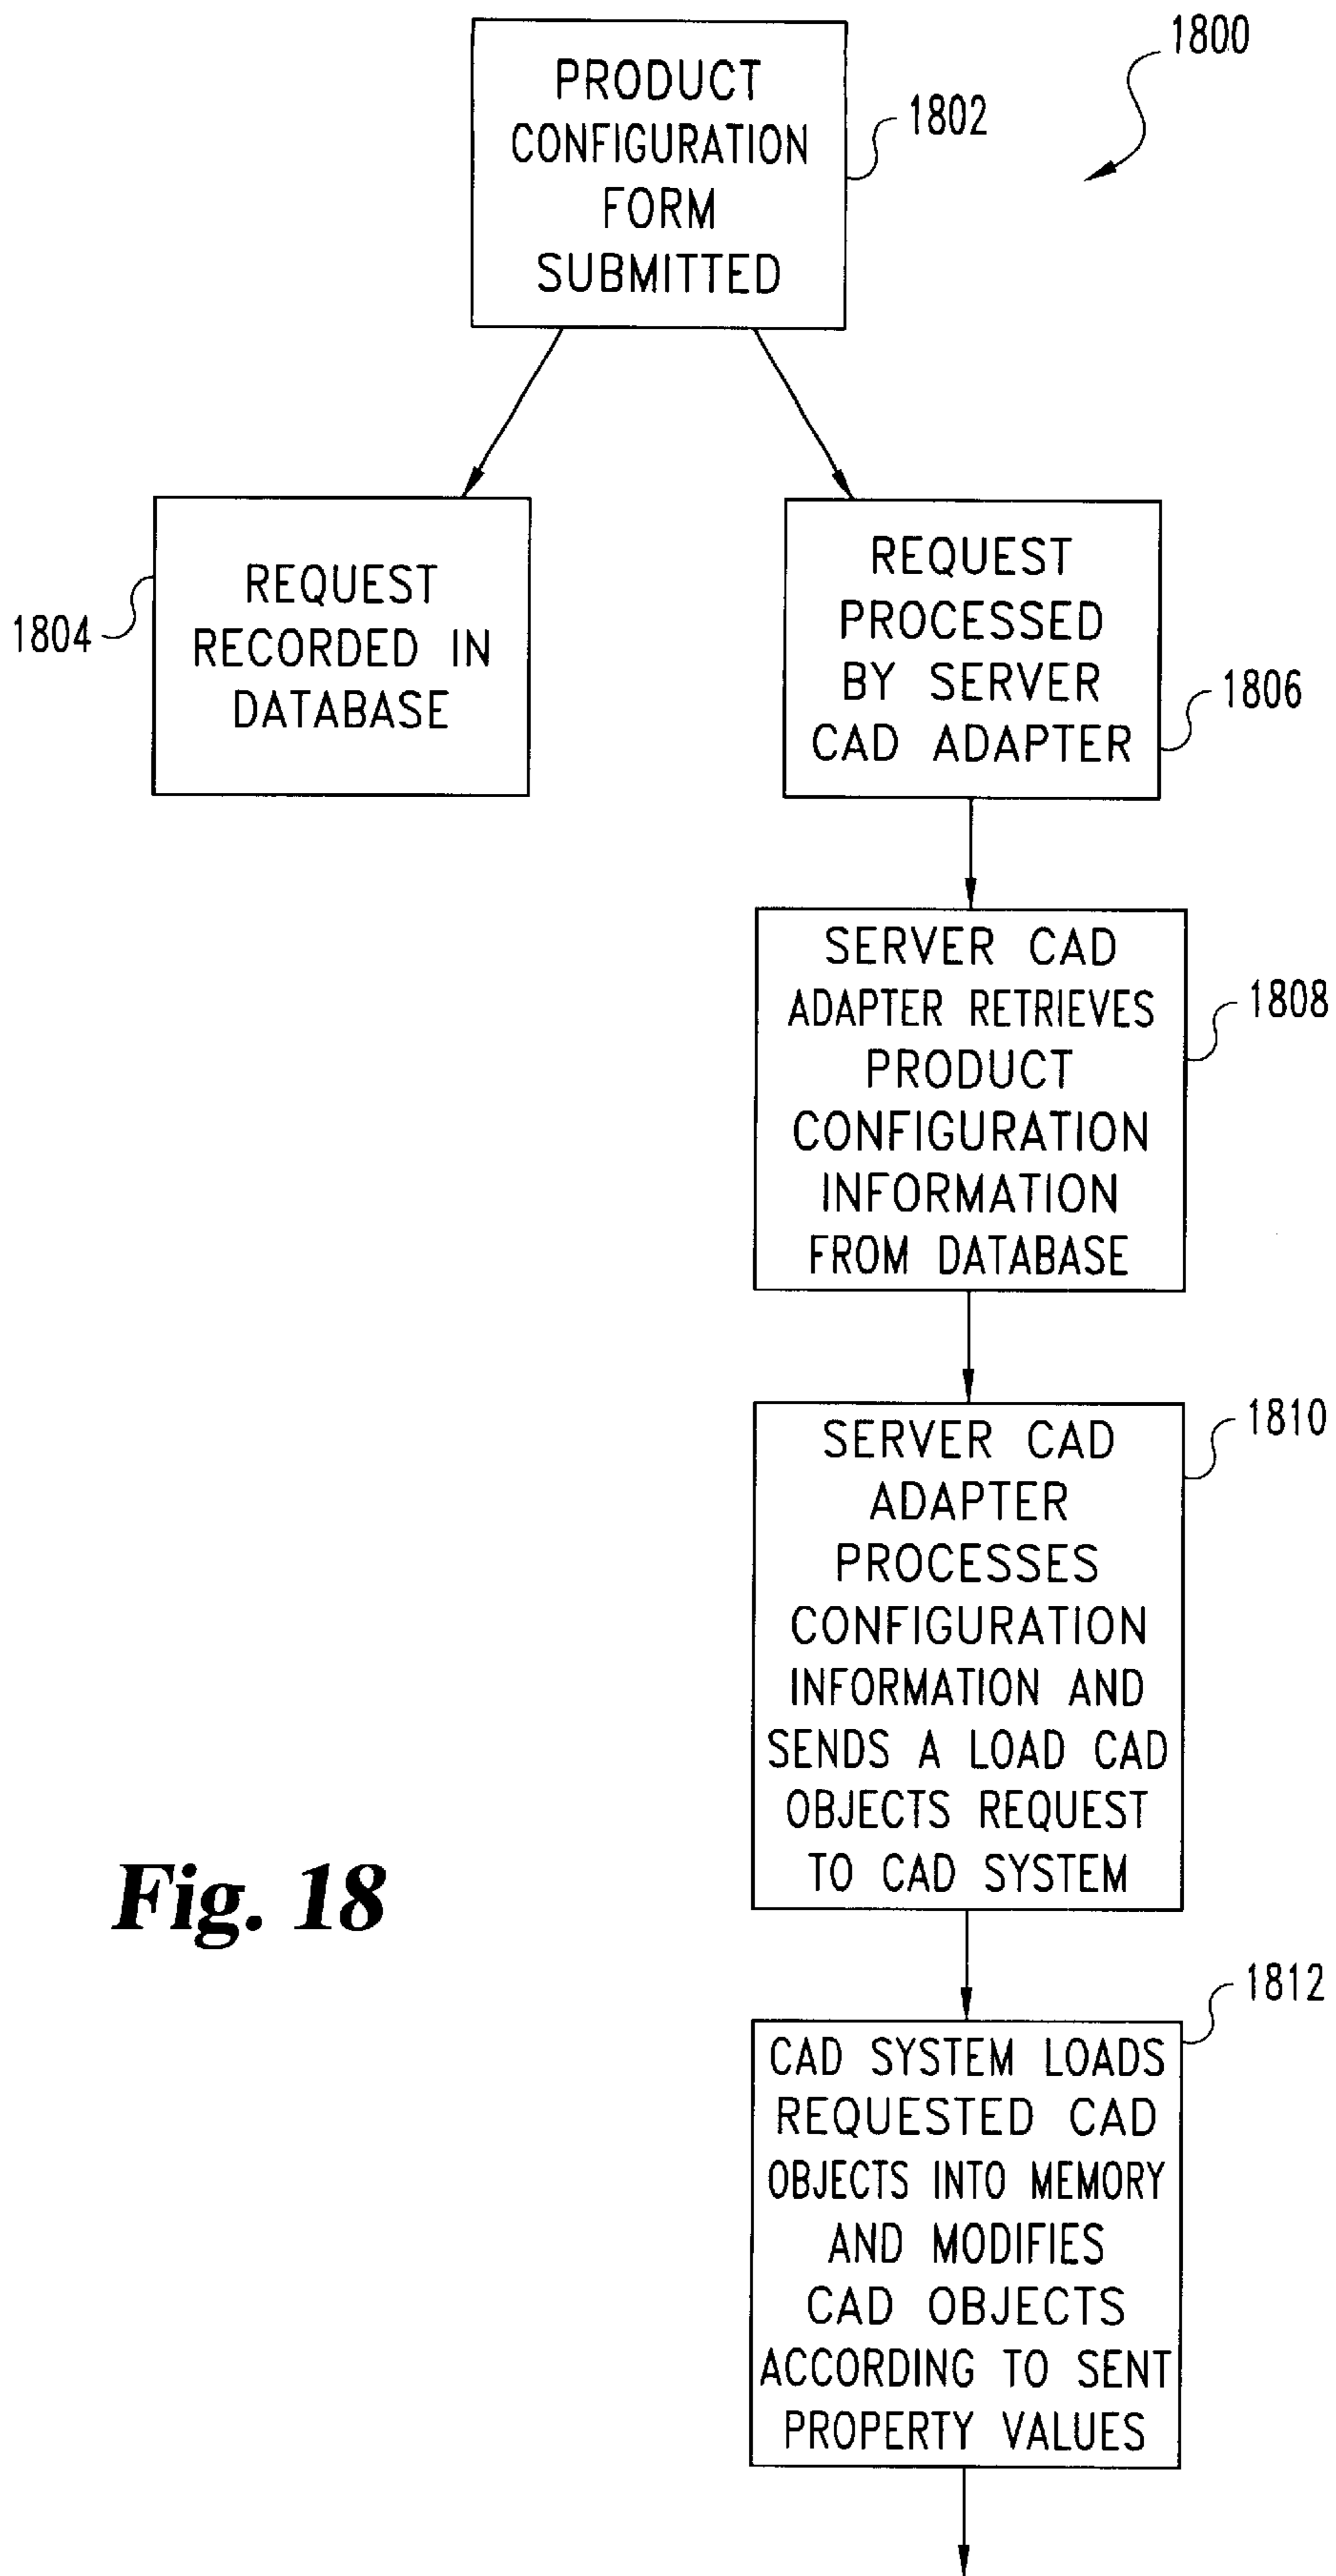 1800
PRODUCT
CONFIGURATION
FORM
SUBMITTED
1802
REQUEST
RECORDED IN
DATABASE
1804
REQUEST
PROCESSED
BY SERVER
CAD ADAPTER
1806
SERVER CAD
ADAPTER RETRIEVES
PRODUCT
CONFIGURATION
INFORMATION
FROM DATABASE
1808
SERVER CAD
ADAPTER
PROCESSES
CONFIGURATION
INFORMATION AND
SENDS A LOAD CAD
OBJECTS REQUEST
TO CAD SYSTEM
1810
Fig. 18
CAD SYSTEM LOADS
REQUESTED CAD
OBJECTS INTO MEMORY
AND MODIFIES
CAD OBJECTS
ACCORDING TO SENT
PROPERTY VALUES
1812